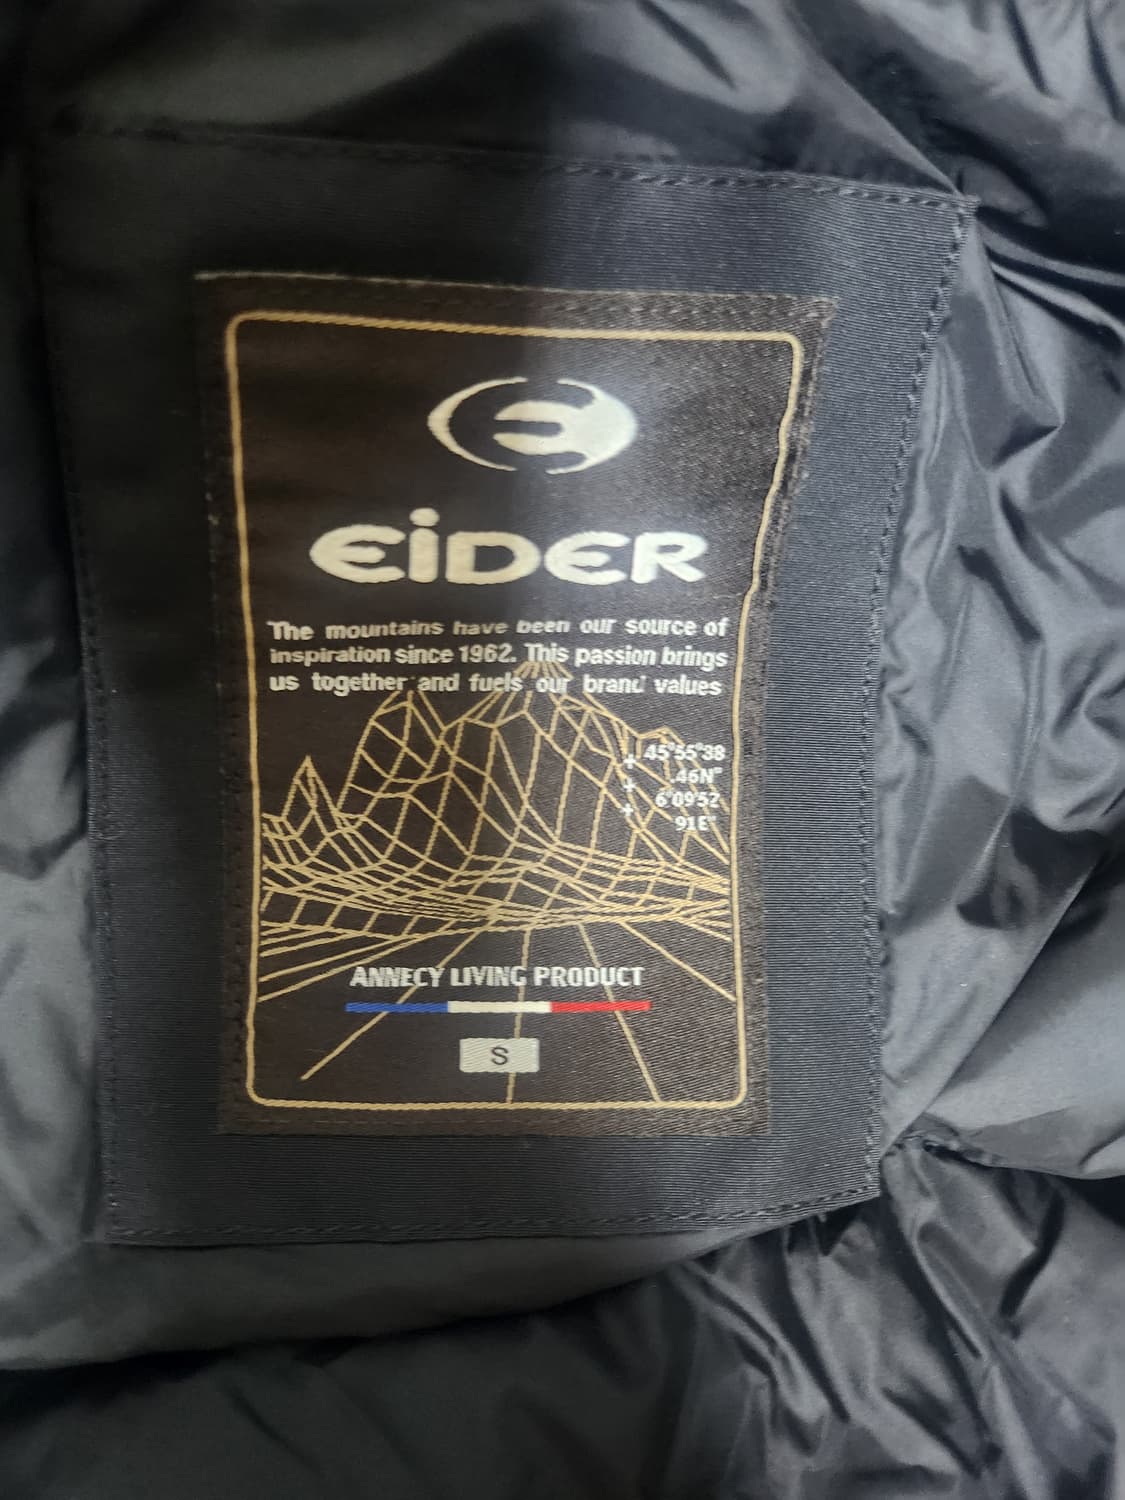 EiDER
The mountains have been our source of
inspiration since 1962. This passion brings
us together and fuels our brand values
45°55'38
.46N"
6°09'52
91E"
ANNECY LIVING PRODUCT
S